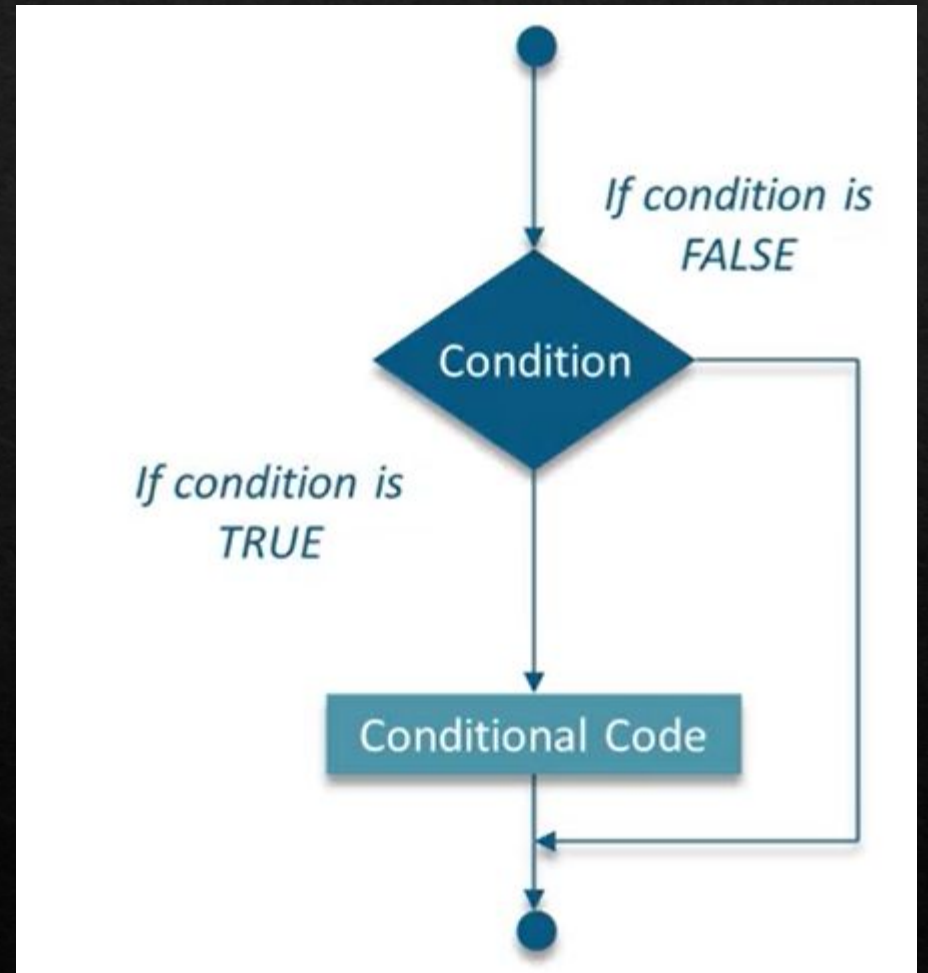 If condition is
FALSE
Condition
If condition is
TRUE
Conditional Code